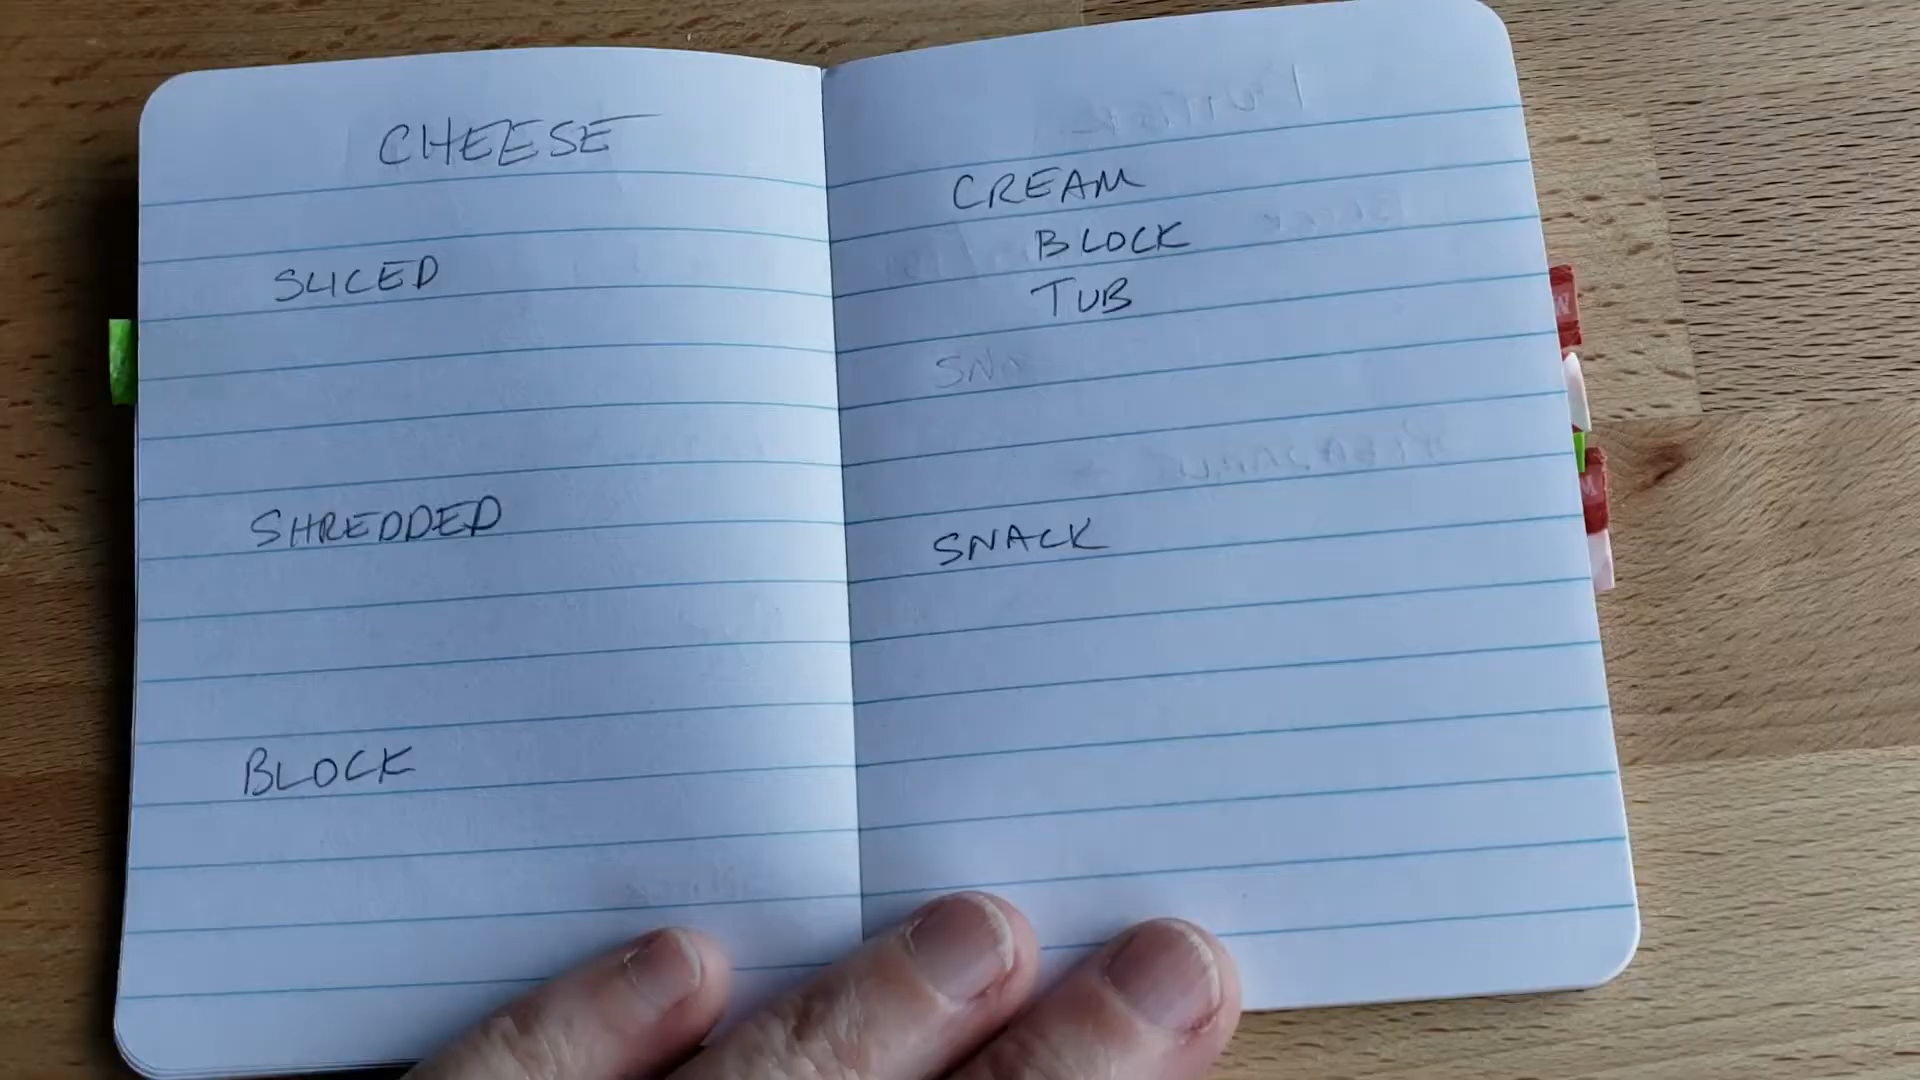 CHEESE
SLICED
SHREDDED
BLOCK
CREAM
BLOCK
TUB
SNACK